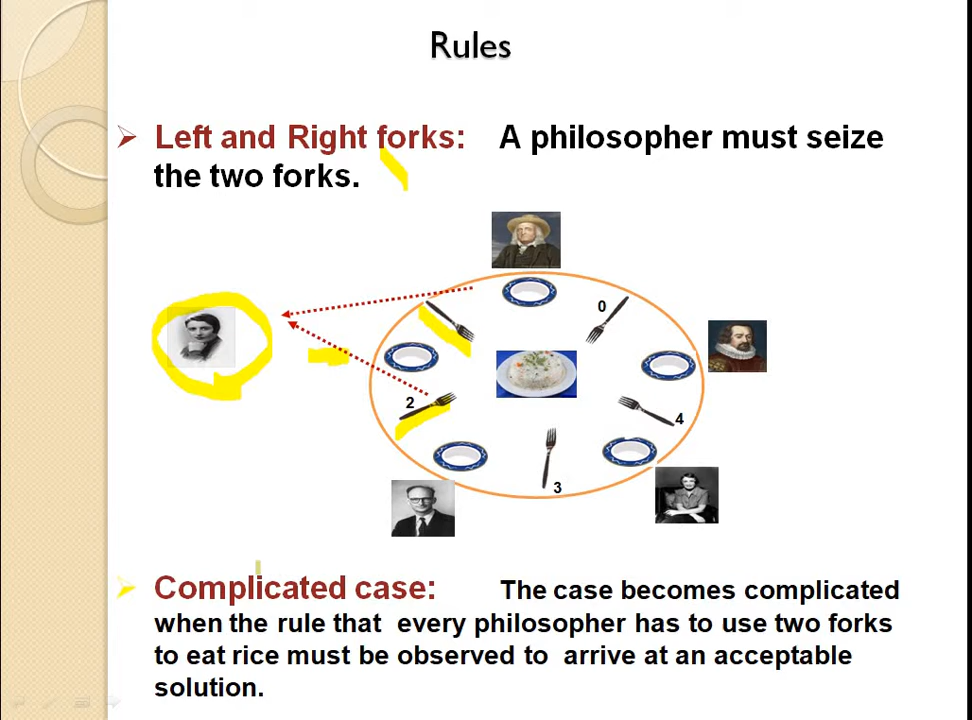 Rules
Left and Right forks: A philosopher must seize
the two forks.
0
2
4
3
Complicated case: The case becomes complicated
when the rule that every philosopher has to use two forks
to eat rice must be observed to arrive at an acceptable
solution.